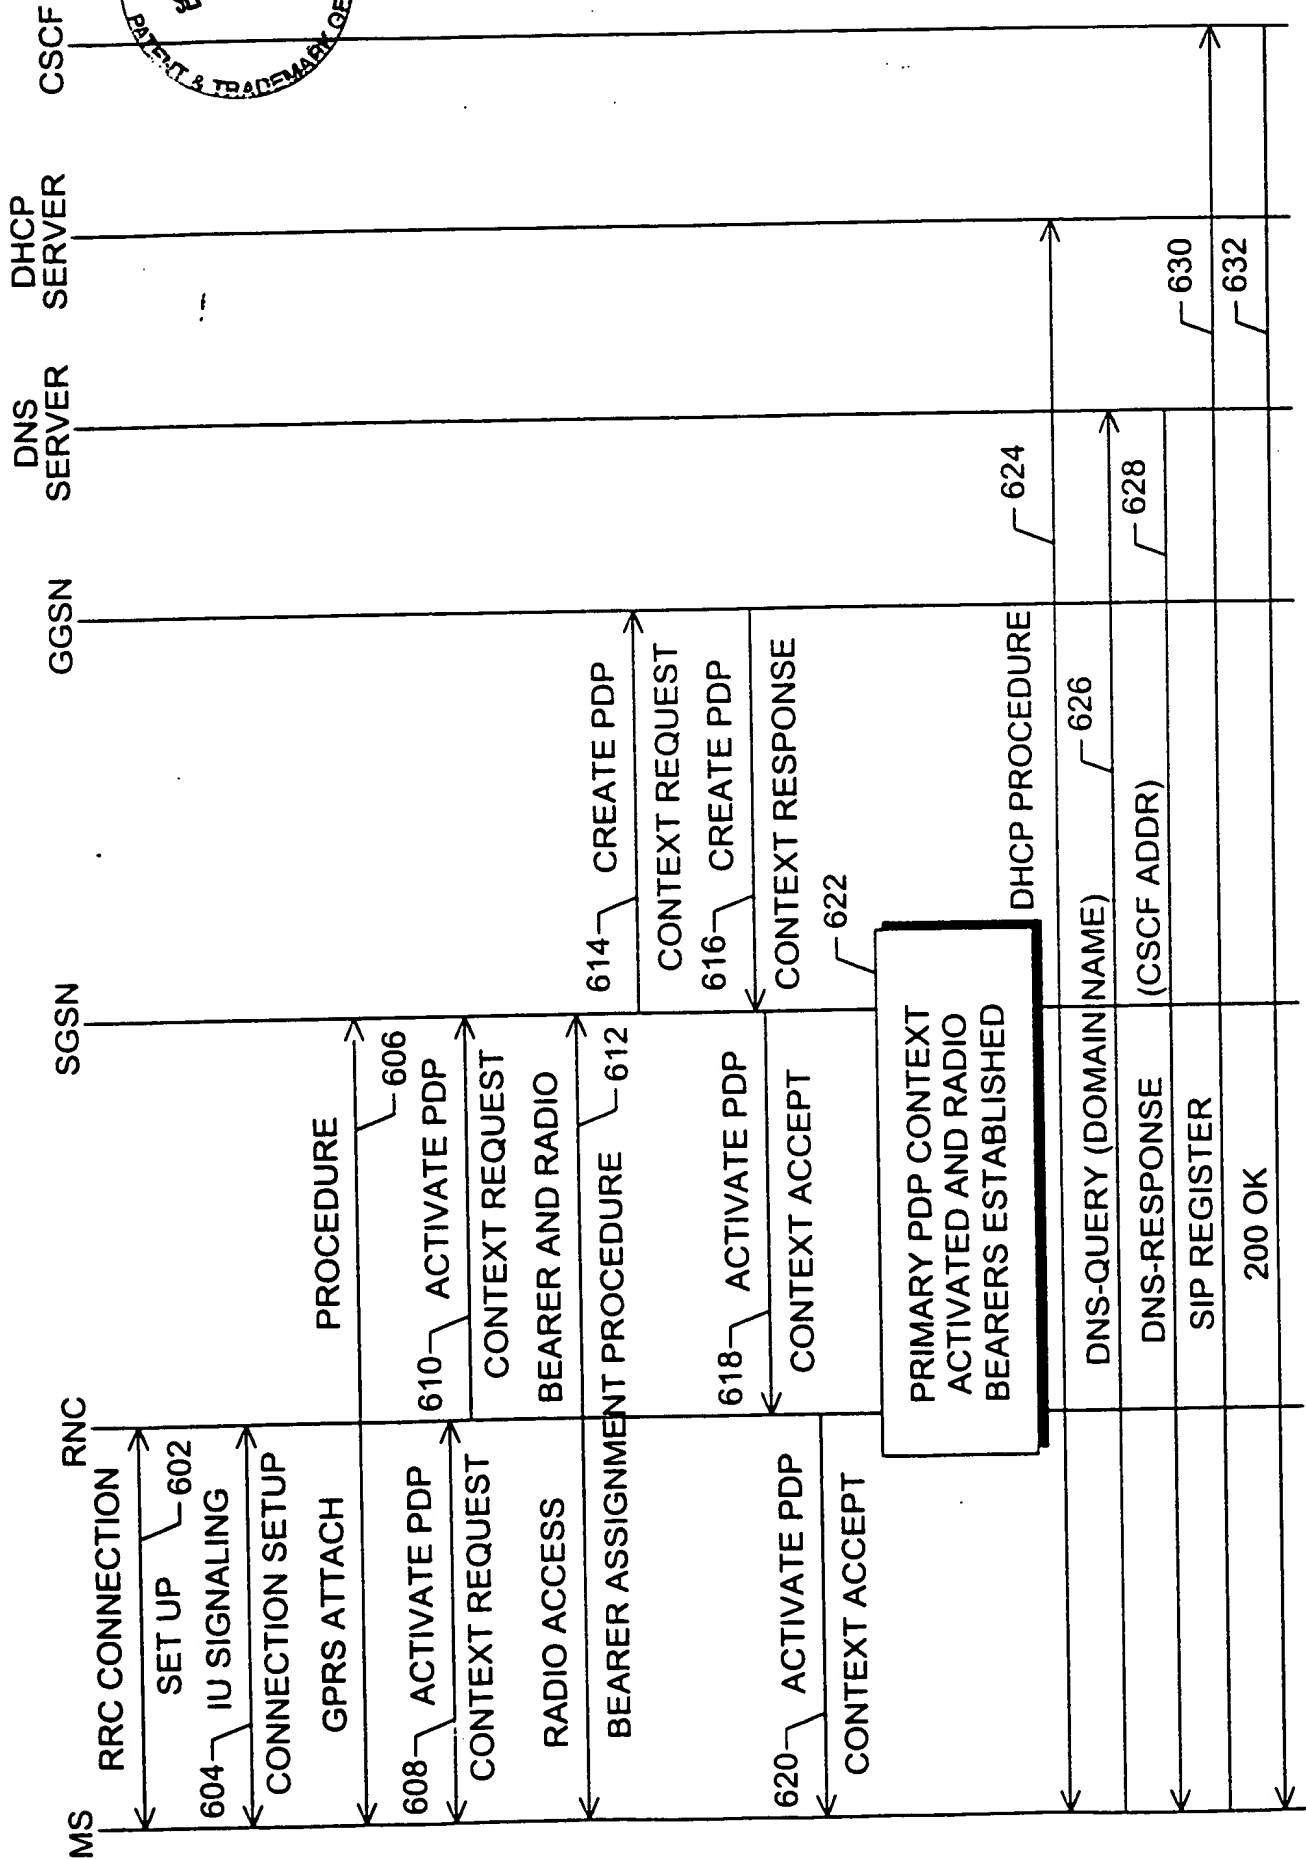 MS
RNC
SGSN
GGSN
DNS
SERVER
DHCP
SERVER
CSCF
PATENT & TRADEMARK
RRC CONNECTION
602
SET UP
604
IU SIGNALING
CONNECTION SETUP
GPRS ATTACH
PROCEDURE
606
608
ACTIVATE PDP
CONTEXT REQUEST
610
ACTIVATE PDP
CONTEXT REQUEST
RADIO ACCESS
BEARER AND RADIO
BEARER ASSIGNMENT PROCEDURE
612
614
CREATE PDP
CONTEXT REQUEST
616
CREATE PDP
CONTEXT RESPONSE
618
ACTIVATE PDP
CONTEXT ACCEPT
620
ACTIVATE PDP
CONTEXT ACCEPT
622
PRIMARY PDP CONTEXT
ACTIVATED AND RADIO
BEARERS ESTABLISHED
DHCP PROCEDURE
624
DNS-QUERY (DOMAIN NAME)
626
DNS-RESPONSE
(CSCF ADDR)
628
SIP REGISTER
630
200 OK
632